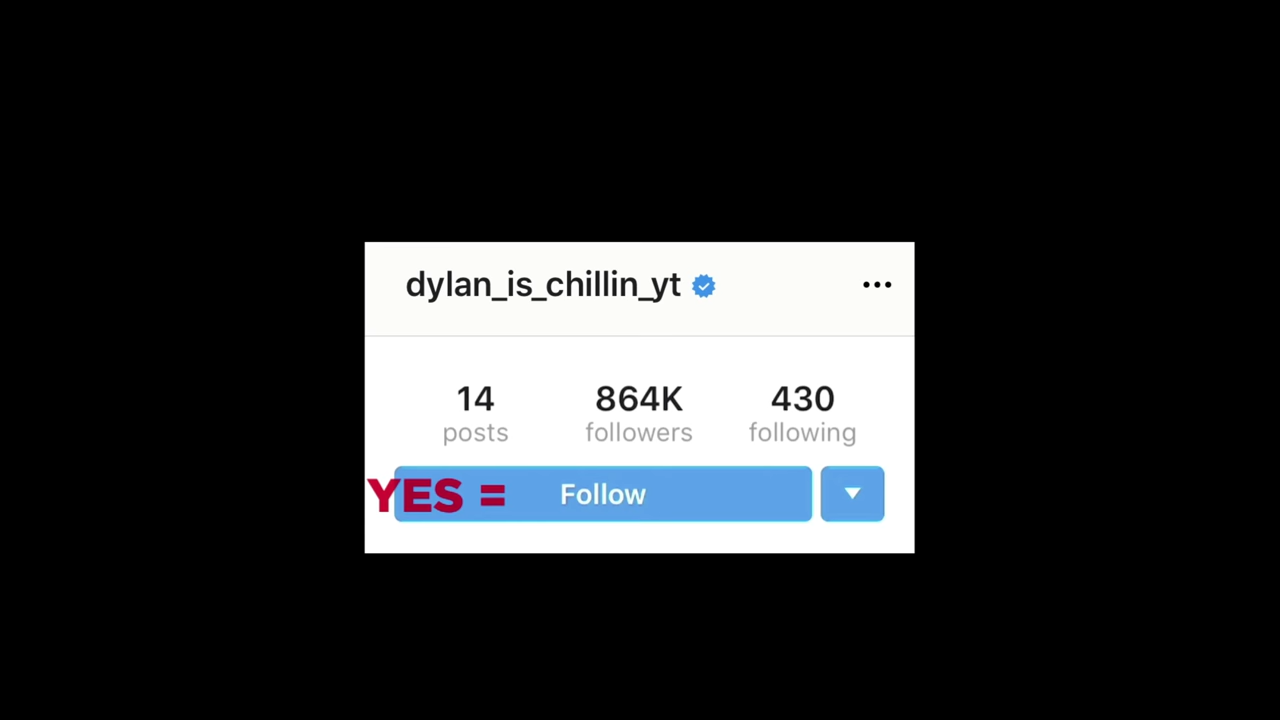 dylan_is_chillin_yt
14 864K 430
posts followers following
YES = Follow